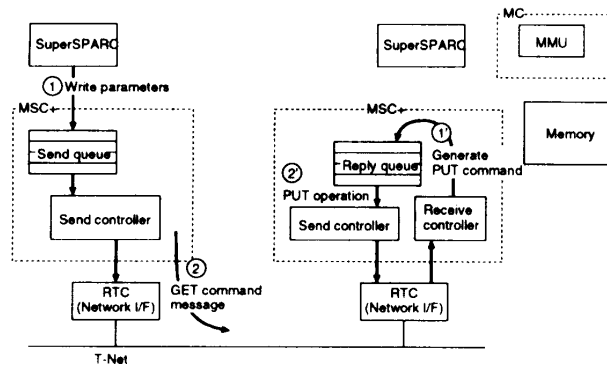 SuperSPARC
SuperSPARC
MC
MMU
1 Write parameters
MSC+
MSC+
1'
Memory
Send queue
Reply queue
Generate
PUT command
2'
PUT operation
Send controller
Send controller
Receive
controller
2
GET command
message
RTC
(Network I/F)
RTC
(Network I/F)
T-Net